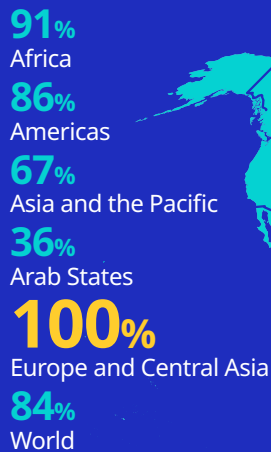 91%
Africa
86%
Americas
67%
Asia and the Pacific
36%
Arab States
100%
Europe and Central Asia
84%
World